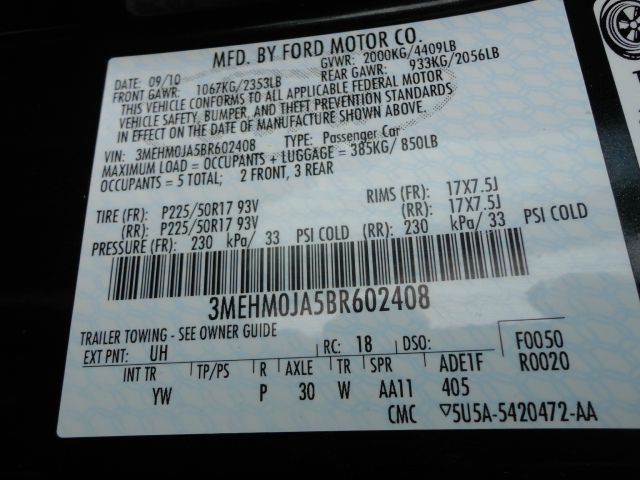 MFD. BY FORD MOTOR CO.
DATE: 09/10 GVWR: 2000KG/4409LB
FRONT GAWR: 1067KG/2353LB REAR GAWR: 933KG/2056LB
THIS VEHICLE CONFORMS TO ALL APPLICABLE FEDERAL MOTOR
VEHICLE SAFETY, BUMPER, AND THEFT PREVENTION STANDARDS
IN EFFECT ON THE DATE OF MANUFACTURE SHOWN ABOVE.
VIN: 3MEHM0JA5BR602408 TYPE: Passenger Car
MAXIMUM LOAD = OCCUPANTS + LUGGAGE = 385KG/ 850LB
OCCUPANTS = 5 TOTAL; 2 FRONT, 3 REAR
TIRE (FR): P225/50R17 93V RIMS (FR): 17X7.5J
(RR): P225/50R17 93V (RR): 17X7.5J
PRESSURE (FR): 230 kPa/ 33 PSI COLD (RR): 230 kPa/ 33 PSI COLD
3MEHM0JA5BR602408
TRAILER TOWING - SEE OWNER GUIDE
EXT PNT: UH RC: 18 DSO: F0050
INT TR TP/PS R AXLE TR SPR ADE1F R0020
YW P 30 W AA11 405
CMC ▽5U5A-5420472-AA